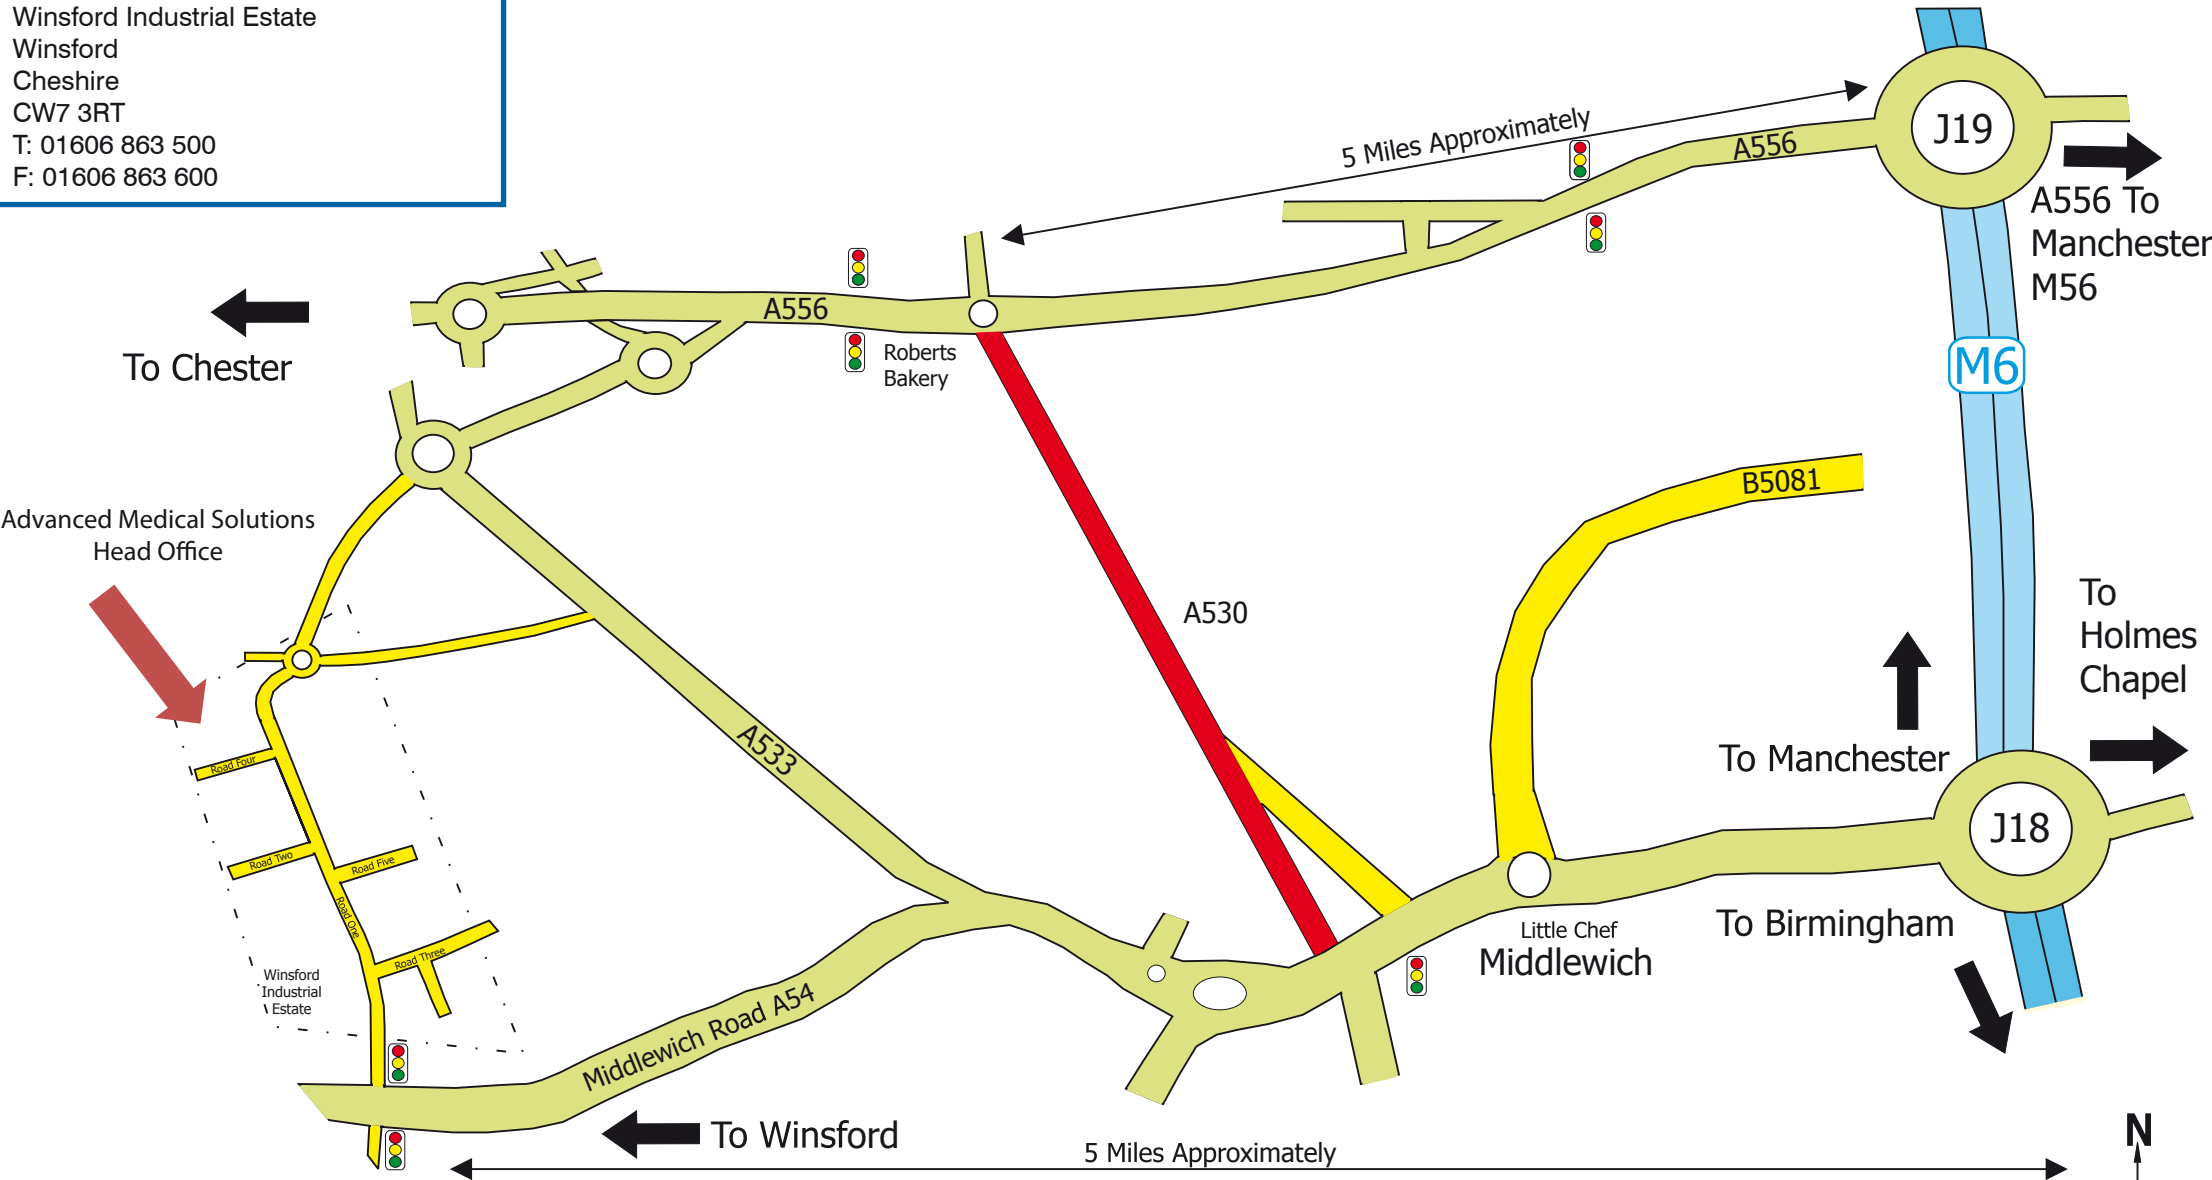 Winsford Industrial Estate
Winsford
Cheshire
CW7 3RT
T: 01606 863 500
F: 01606 863 600
5 Miles Approximately
A556
J19
A556 To
Manchester
M56
A556
To Chester
Roberts
Bakery
M6
B5081
Advanced Medical Solutions
Head Office
A530
To
Holmes
Chapel
A533
To Manchester
Road Four
J18
Road Two
Road Five
Road One
Little Chef
Middlewich
To Birmingham
Road Three
Winsford
Industrial
Estate
Middlewich Road A54
To Winsford
5 Miles Approximately
N